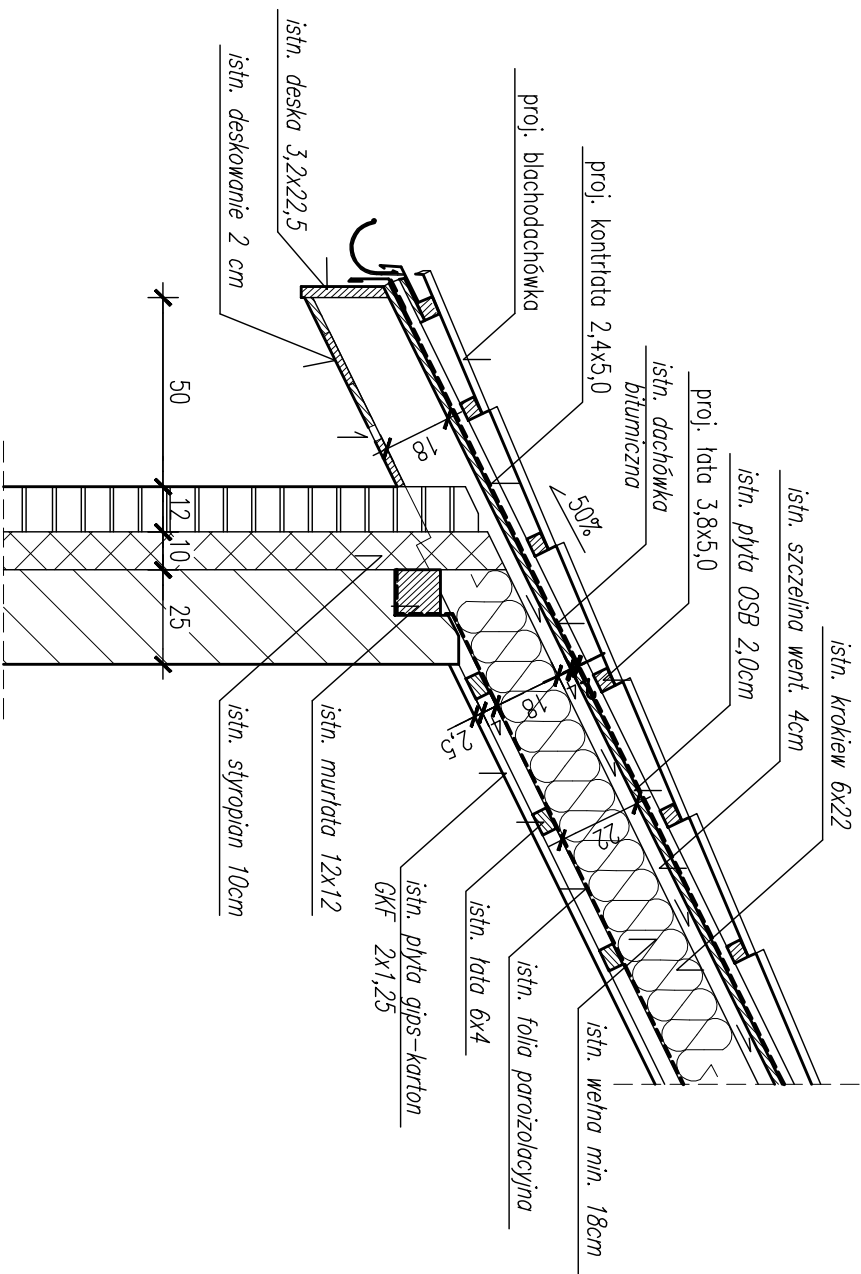 istn. krokiew 6x22
istn. szczelina went. 4cm
istn. płyta OSB 2,0cm
proj. łata 3,8x5,0
istn. dachówka
bitumiczna
proj. kontrłata 2,4x5,0
proj. blachodachówka
istn. deska 3,2x22,5
istn. deskowanie 2 cm
50%
18
4
18
4
2,5
22
50
12
10
25
istn. wełna min. 18cm
istn. folia paroizolacyjna
istn. łata 6x4
istn. płyta gips-karton
GKF 2x1,25
istn. murłata 12x12
istn. styropian 10cm